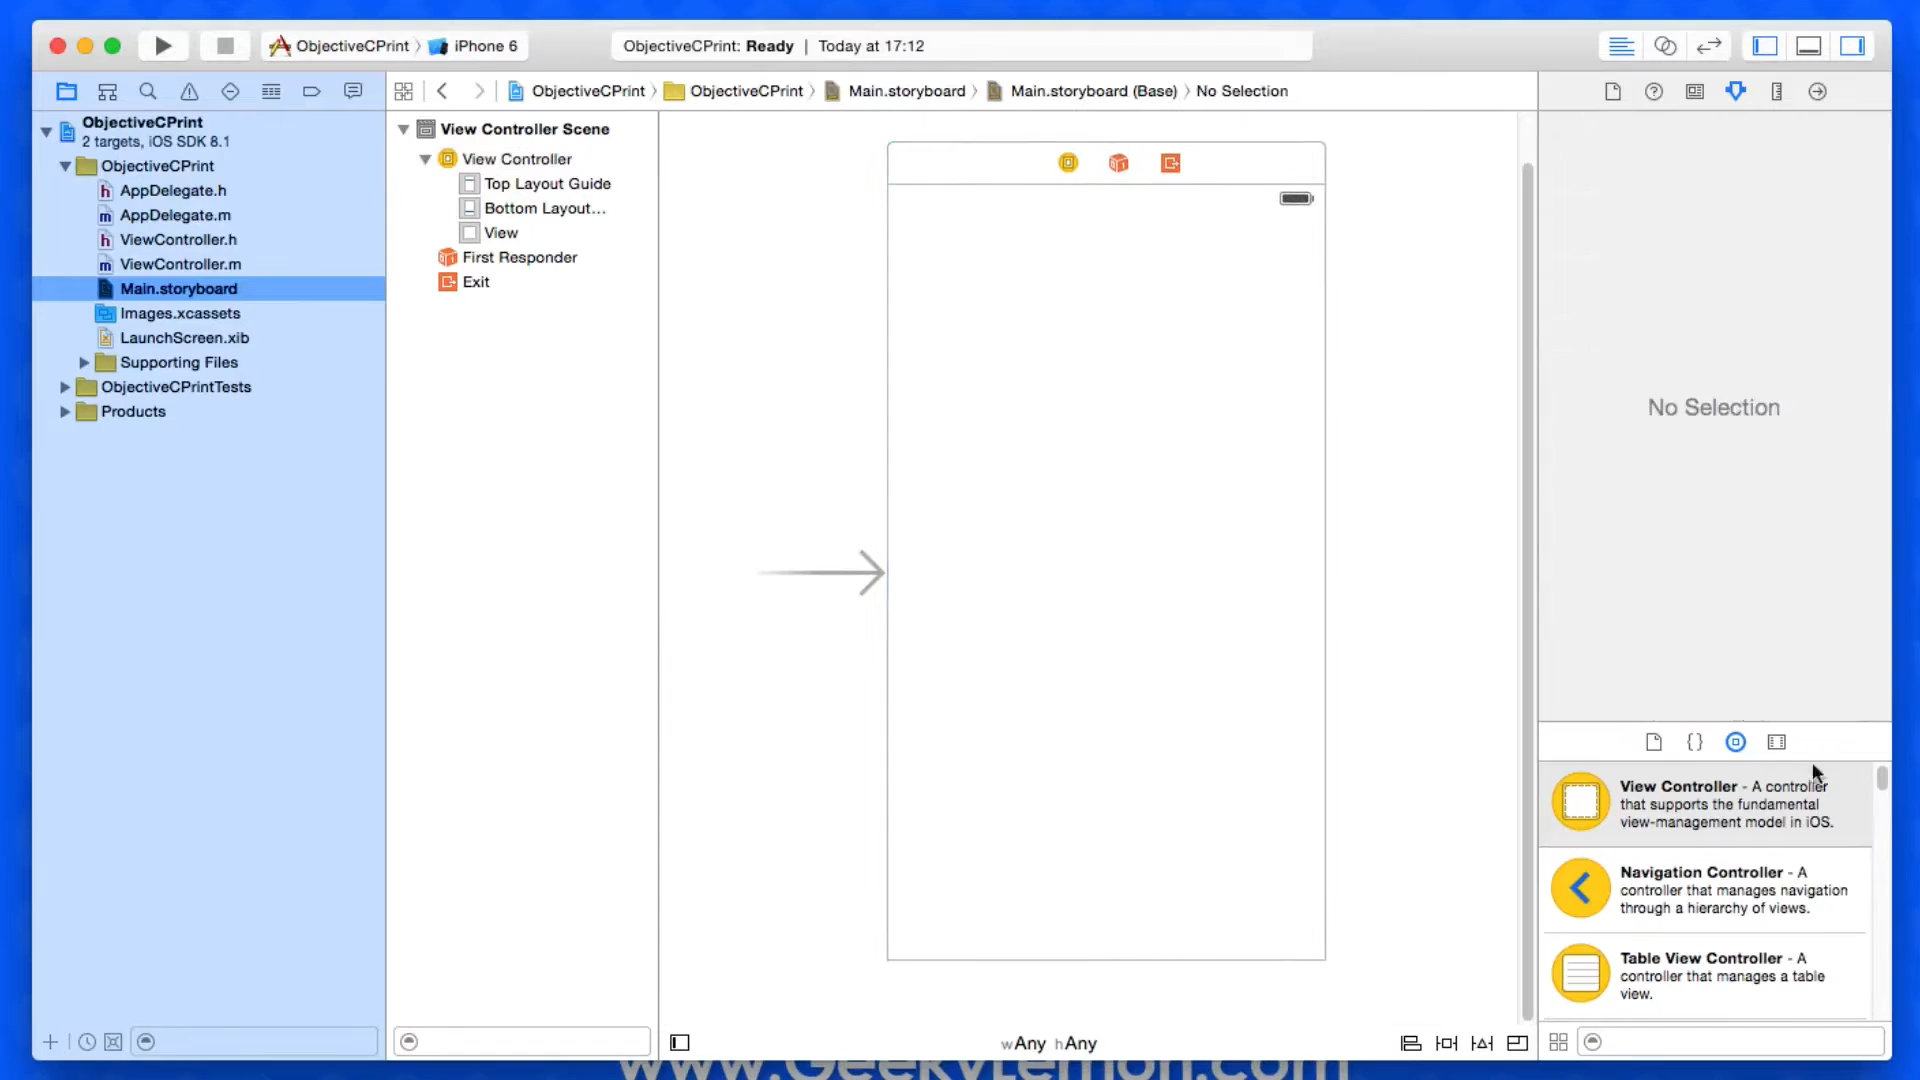 ObjectiveCPrint 〉 iPhone 6
ObjectiveCPrint: Ready | Today at 17:12
ObjectiveCPrint 〉 ObjectiveCPrint 〉 Main.storyboard 〉 Main.storyboard (Base) 〉 No Selection
ObjectiveCPrint
2 targets, iOS SDK 8.1
ObjectiveCPrint
h AppDelegate.h
m AppDelegate.m
h ViewController.h
m ViewController.m
Main.storyboard
Images.xcassets
LaunchScreen.xib
Supporting Files
ObjectiveCPrintTests
Products
View Controller Scene
View Controller
Top Layout Guide
Bottom Layout...
View
First Responder
Exit
No Selection
{ }
View Controller - A controller
that supports the fundamental
view-management model in iOS.
Navigation Controller - A
controller that manages navigation
through a hierarchy of views.
Table View Controller - A
controller that manages a table
view.
wAny hAny
www.GeekyLemon.com